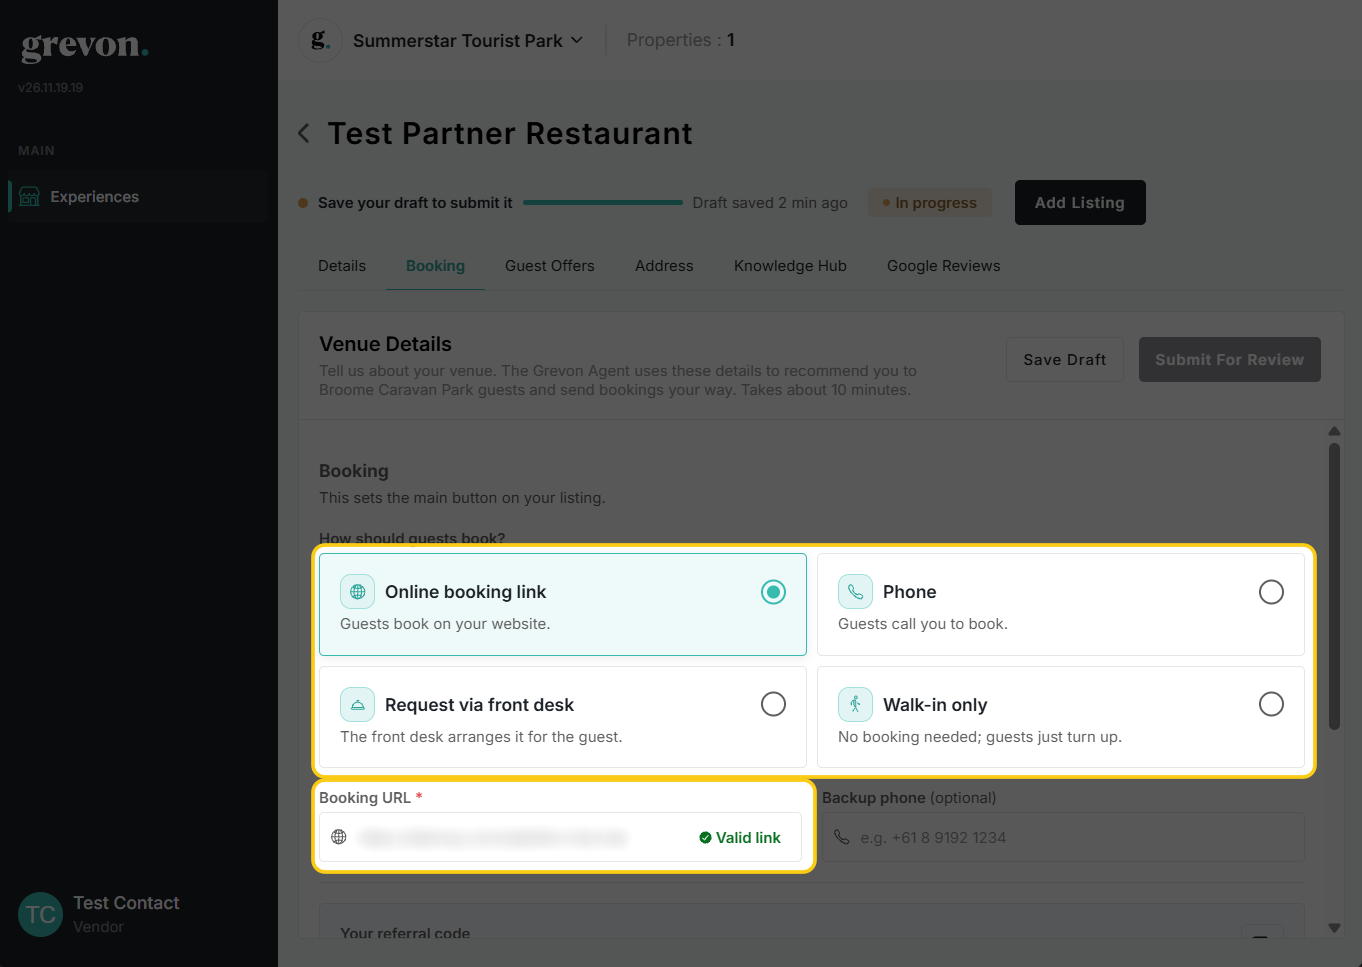 grevon.
v26.11.19.19
MAIN
Experiences
g.
Summerstar Tourist Park
Properties : 1
Test Partner Restaurant
Save your draft to submit it
Draft saved 2 min ago
In progress
Add Listing
Details
Booking
Guest Offers
Address
Knowledge Hub
Google Reviews
Venue Details
Tell us about your venue. The Grevon Agent uses these details to recommend you to
Broome Caravan Park guests and send bookings your way. Takes about 10 minutes.
Save Draft
Submit For Review
Booking
This sets the main button on your listing.
How should guests book?
Online booking link
Guests book on your website.
Phone
Guests call you to book.
Request via front desk
The front desk arranges it for the guest.
Walk-in only
No booking needed; guests just turn up.
Booking URL *
Valid link
Backup phone (optional)
e.g. +61 8 9192 1234
Your referral code
TC
Test Contact
Vendor